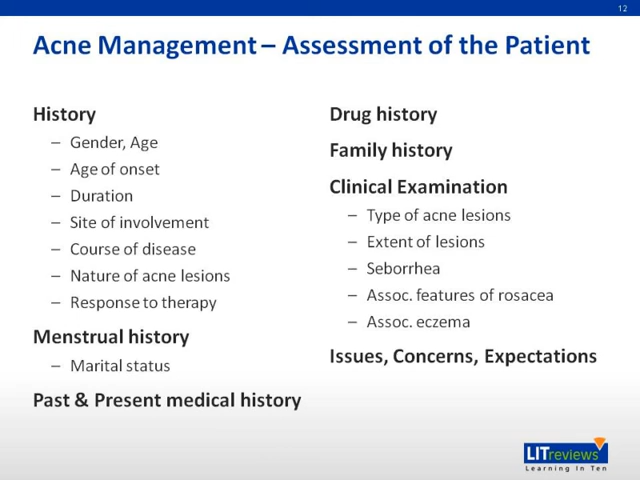 12
Acne Management – Assessment of the Patient
History
– Gender, Age
– Age of onset
– Duration
– Site of involvement
– Course of disease
– Nature of acne lesions
– Response to therapy
Menstrual history
– Marital status
Past & Present medical history
Drug history
Family history
Clinical Examination
– Type of acne lesions
– Extent of lesions
– Seborrhea
– Assoc. features of rosacea
– Assoc. eczema
Issues, Concerns, Expectations
LITreviews
Learning In Ten